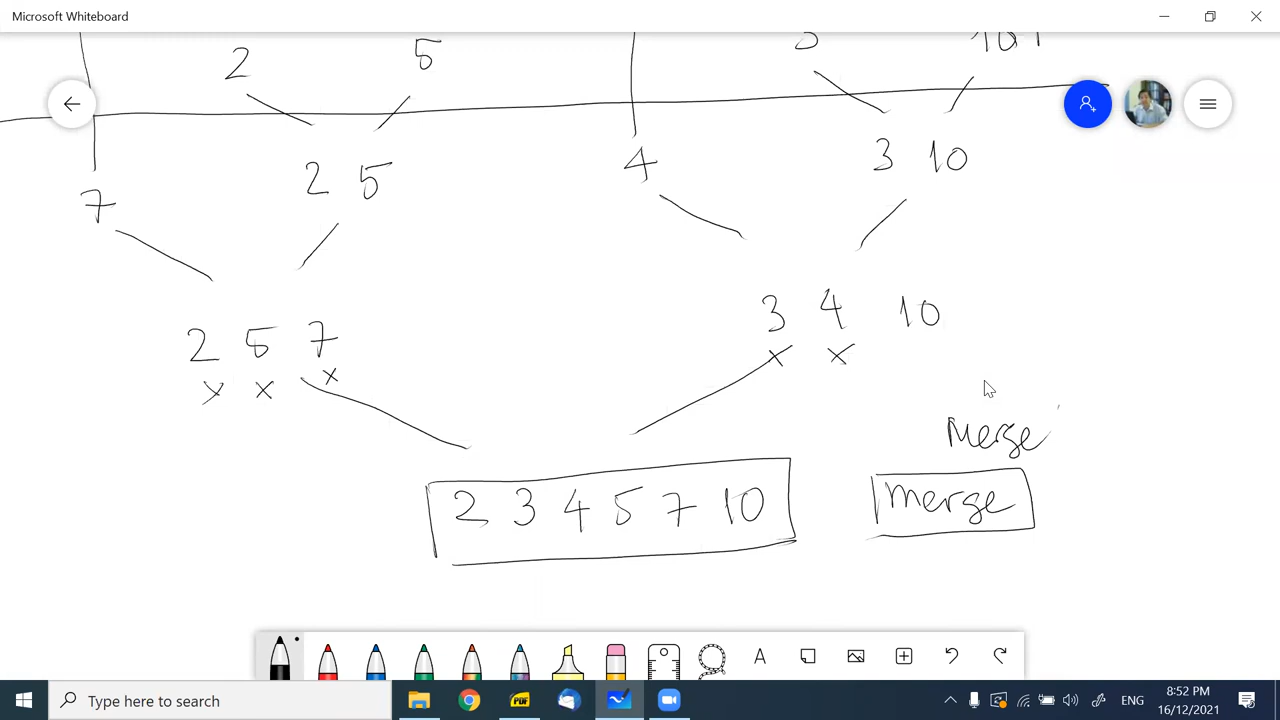 Microsoft Whiteboard
2 5
2 5 4 3 10
7
2 5 7 3 4 10
x x x x x
Merge
2 3 4 5 7 10 merge
A
Type here to search
PDF
ENG
8:52 PM
16/12/2021